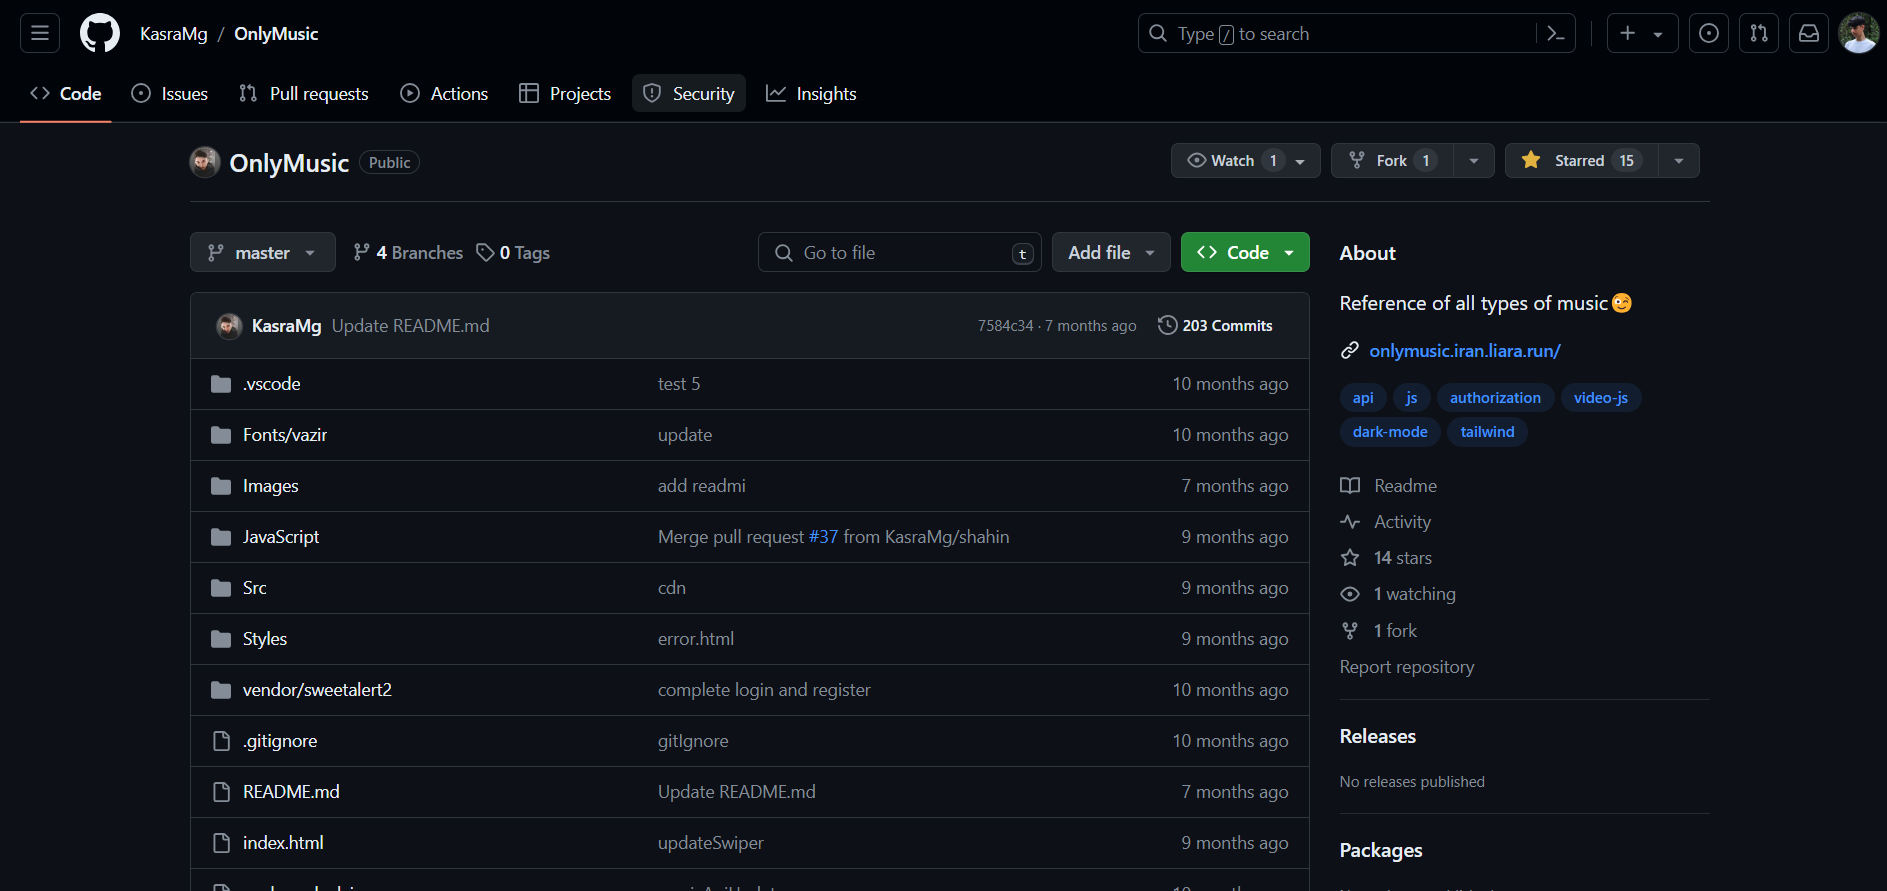 KasraMg / OnlyMusic
Type / to search
Code Issues Pull requests Actions Projects Security Insights
OnlyMusic Public
Watch 1 Fork 1 Starred 15
master 4 Branches 0 Tags Go to file t Add file Code
KasraMg Update README.md 7584c34 · 7 months ago 203 Commits
.vscode test 5 10 months ago
Fonts/vazir update 10 months ago
Images add readmi 7 months ago
JavaScript Merge pull request #37 from KasraMg/shahin 9 months ago
Src cdn 9 months ago
Styles error.html 9 months ago
vendor/sweetalert2 complete login and register 10 months ago
.gitignore gitIgnore 10 months ago
README.md Update README.md 7 months ago
index.html updateSwiper 9 months ago
About
Reference of all types of music😉
onlymusic.iran.liara.run/
api js authorization video-js
dark-mode tailwind
Readme
Activity
14 stars
1 watching
1 fork
Report repository
Releases
No releases published
Packages